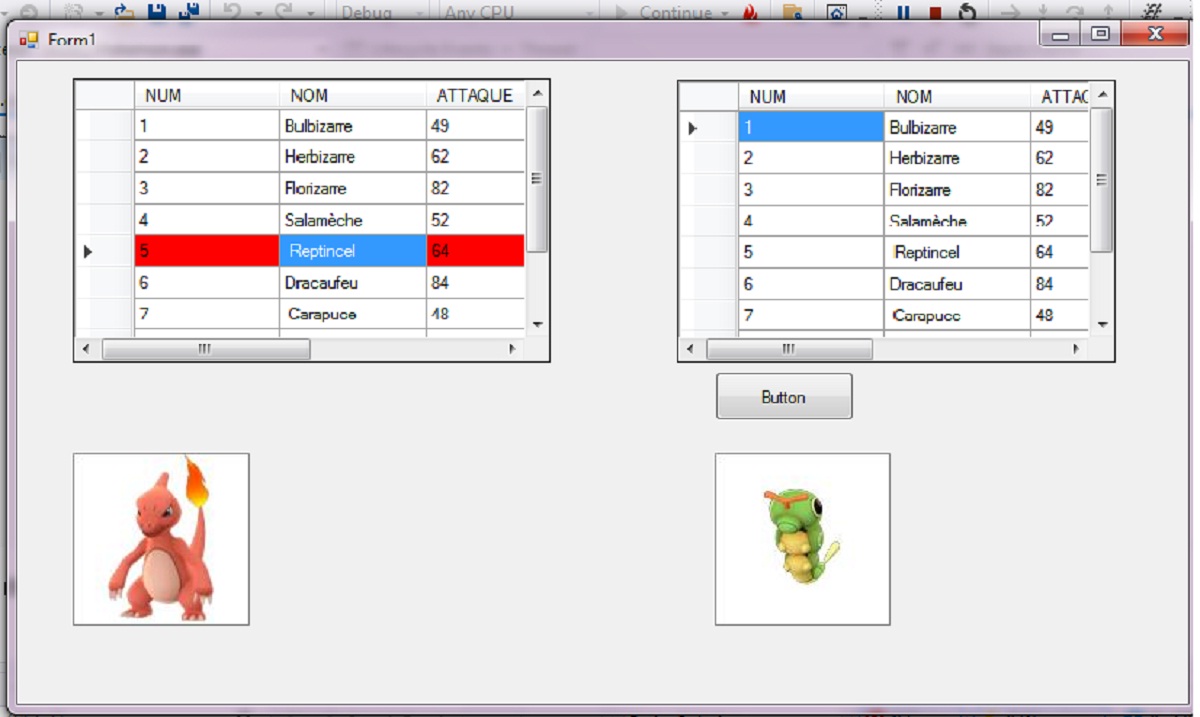 Debug Any CPU Continue
Form1
NUM NOM ATTAQUE
1 Bulbizarre 49
2 Herbizarre 62
3 Florizarre 82
4 Salamèche 52
5 Reptincel 64
6 Dracaufeu 84
7 Carapuce 48
NUM NOM ATTAC
1 Bulbizarre 49
2 Herbizarre 62
3 Florizarre 82
4 Salamèche 52
5 Reptincel 64
6 Dracaufeu 84
7 Carapuce 48
Button